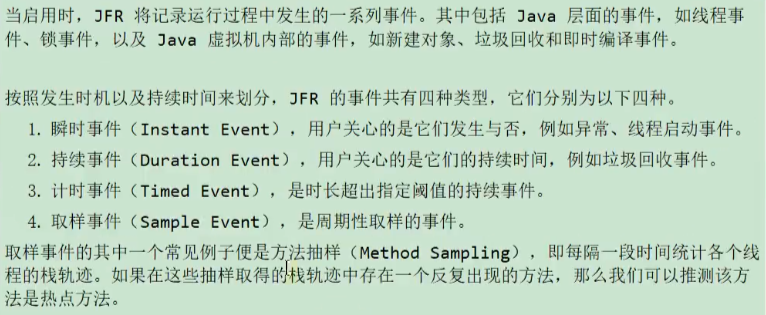 当启用时，JFR 将记录运行过程中发生的一系列事件。其中包括 Java 层面的事件，如线程事
件、锁事件，以及 Java 虚拟机内部的事件，如新建对象、垃圾回收和即时编译事件。
按照发生时机以及持续时间来划分，JFR 的事件共有四种类型，它们分别为以下四种。
1. 瞬时事件（Instant Event），用户关心的是它们发生与否，例如异常、线程启动事件。
2. 持续事件（Duration Event），用户关心的是它们的持续时间，例如垃圾回收事件。
3. 计时事件（Timed Event），是时长超出指定阈值的持续事件。
4. 取样事件（Sample Event），是周期性取样的事件。
取样事件的其中一个常见例子便是方法抽样（Method Sampling），即每隔一段时间统计各个线
程的栈轨迹。如果在这些抽样取得的栈轨迹中存在一个反复出现的方法，那么我们可以推测该方
法是热点方法。